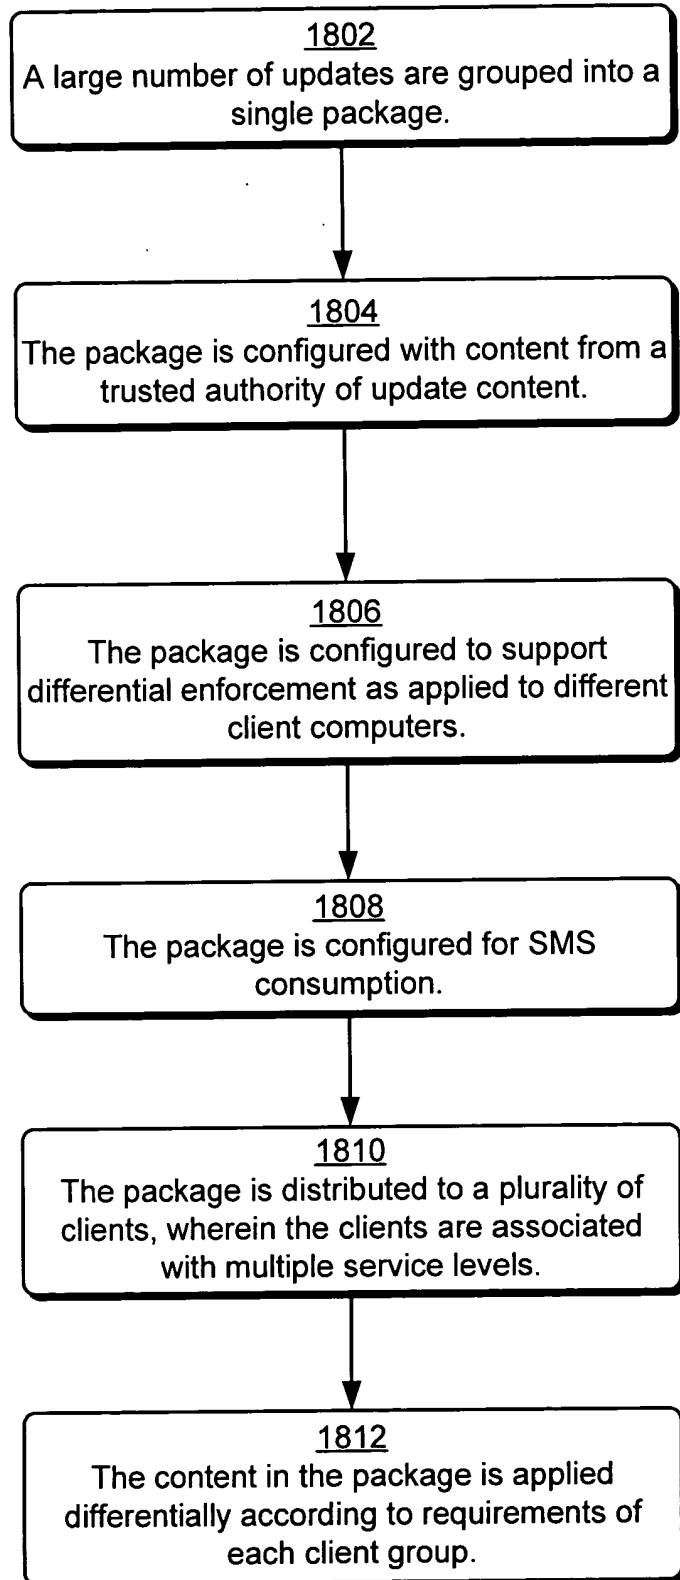 1802
A large number of updates are grouped into a
single package.
1804
The package is configured with content from a
trusted authority of update content.
1806
The package is configured to support
differential enforcement as applied to different
client computers.
1808
The package is configured for SMS
consumption.
1810
The package is distributed to a plurality of
clients, wherein the clients are associated
with multiple service levels.
1812
The content in the package is applied
differentially according to requirements of
each client group.